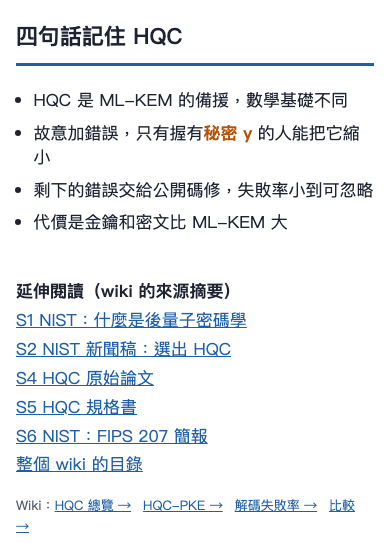 四句話記住 HQC
• HQC 是 ML-KEM 的備援，數學基礎不同
• 故意加錯誤，只有握有秘密 y 的人能把它縮
小
• 剩下的錯誤交給公開碼修，失敗率小到可忽略
• 代價是金鑰和密文比 ML-KEM 大
延伸閱讀（wiki 的來源摘要）
S1 NIST：什麼是後量子密碼學
S2 NIST 新聞稿：選出 HQC
S4 HQC 原始論文
S5 HQC 規格書
S6 NIST：FIPS 207 簡報
整個 wiki 的目錄
Wiki：HQC 總覽 → HQC-PKE → 解碼失敗率 → 比較
→